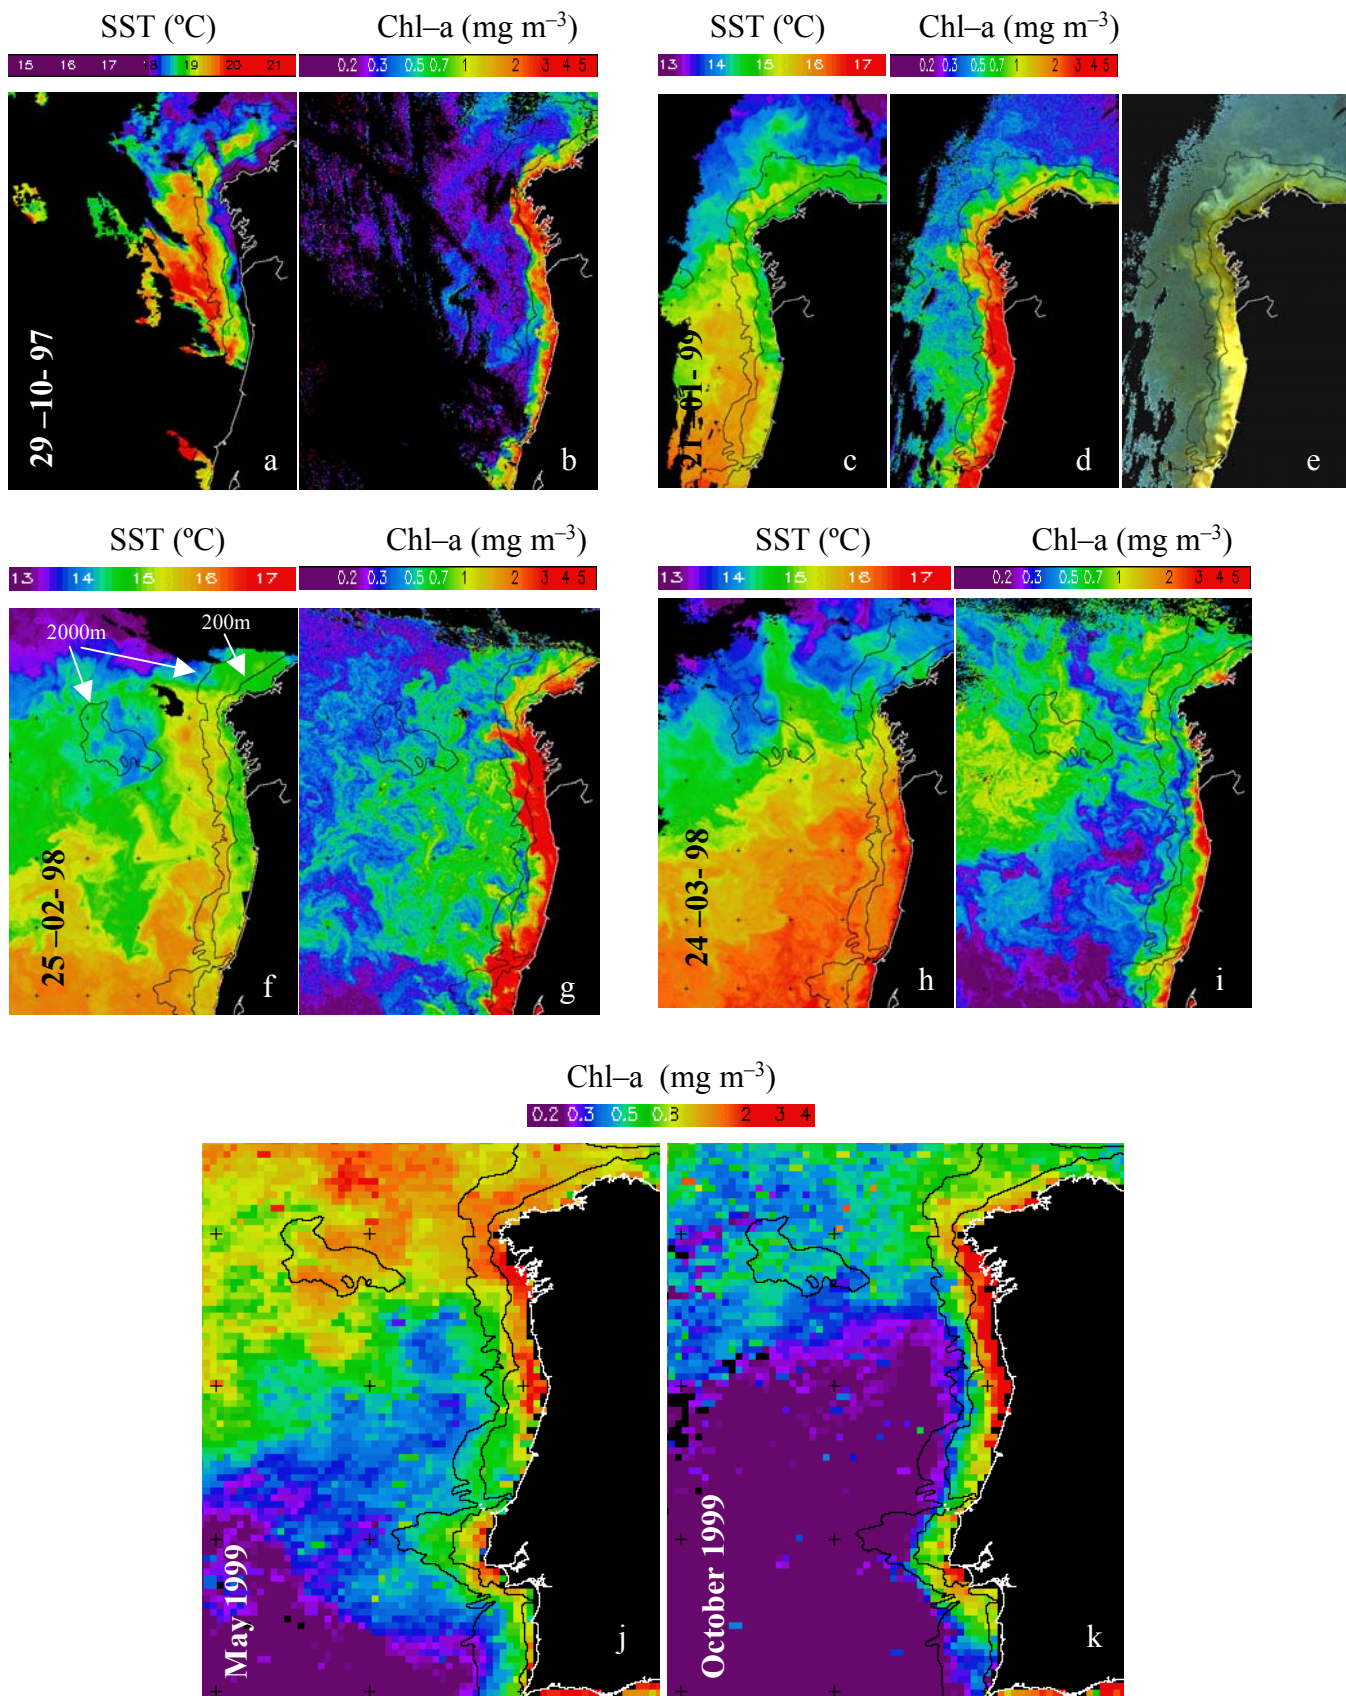 SST (ºC) Chl–a (mg m–3) SST (ºC) Chl–a (mg m–3)
15 16 17 18 19 20 21 0.2 0.3 0.5 0.7 1 2 3 4 5 13 14 15 16 17 0.2 0.3 0.5 0.7 1 2 3 4 5
29 –10- 97
a b
21 –01- 99
c d e
SST (ºC) Chl–a (mg m–3) SST (ºC) Chl–a (mg m–3)
13 14 15 16 17 0.2 0.3 0.5 0.7 1 2 3 4 5 13 14 15 16 17 0.2 0.3 0.5 0.7 1 2 3 4 5
2000m 200m
25 –02- 98
f g
24 –03- 98
h i
Chl–a (mg m–3)
0.2 0.3 0.5 0.8 2 3 4
May 1999
j
October 1999
k